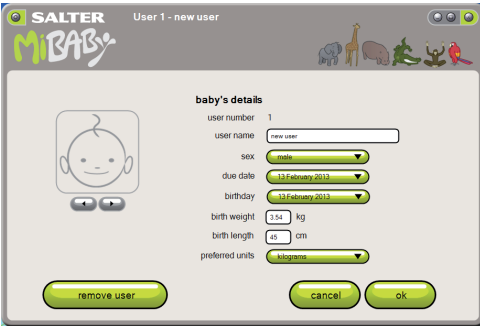 SALTER User 1 - new user
MiBABY
baby's details
user number 1
user name new user
sex male
due date 13 February 2013
birthday 13 February 2013
birth weight 3.54 kg
birth length 45 cm
preferred units kilograms
remove user cancel ok